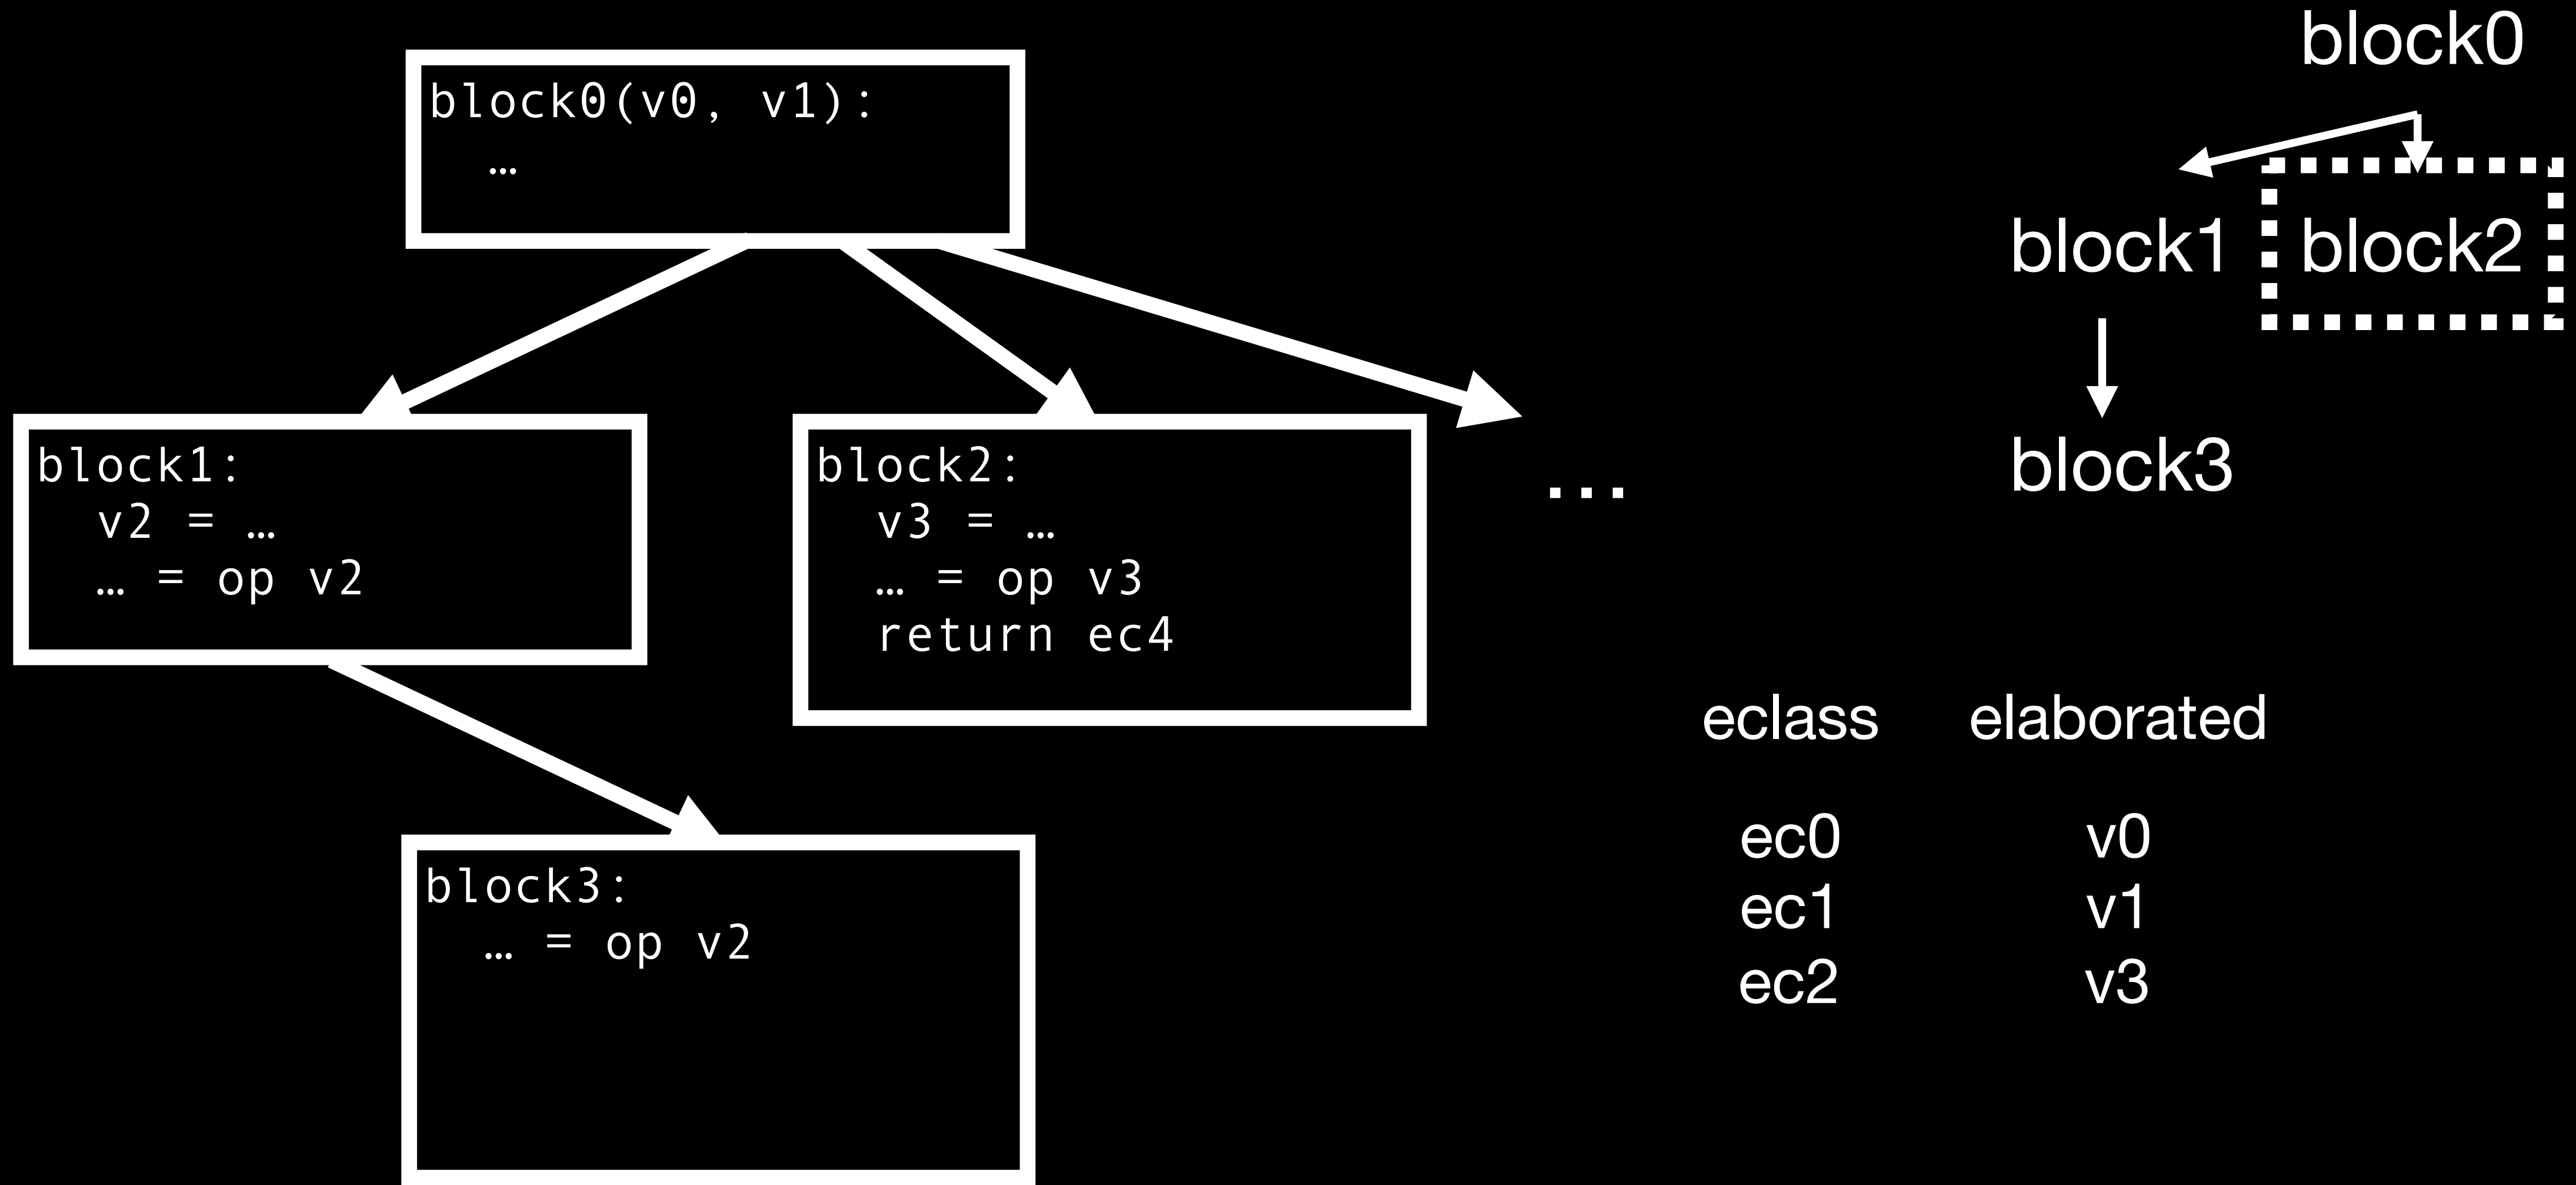 block0(v0, v1):
…
block1:
v2 = …
… = op v2
block2:
v3 = …
… = op v3
return ec4
…
block3:
… = op v2
block0
block1
block2
block3
eclass elaborated
ec0 v0
ec1 v1
ec2 v3